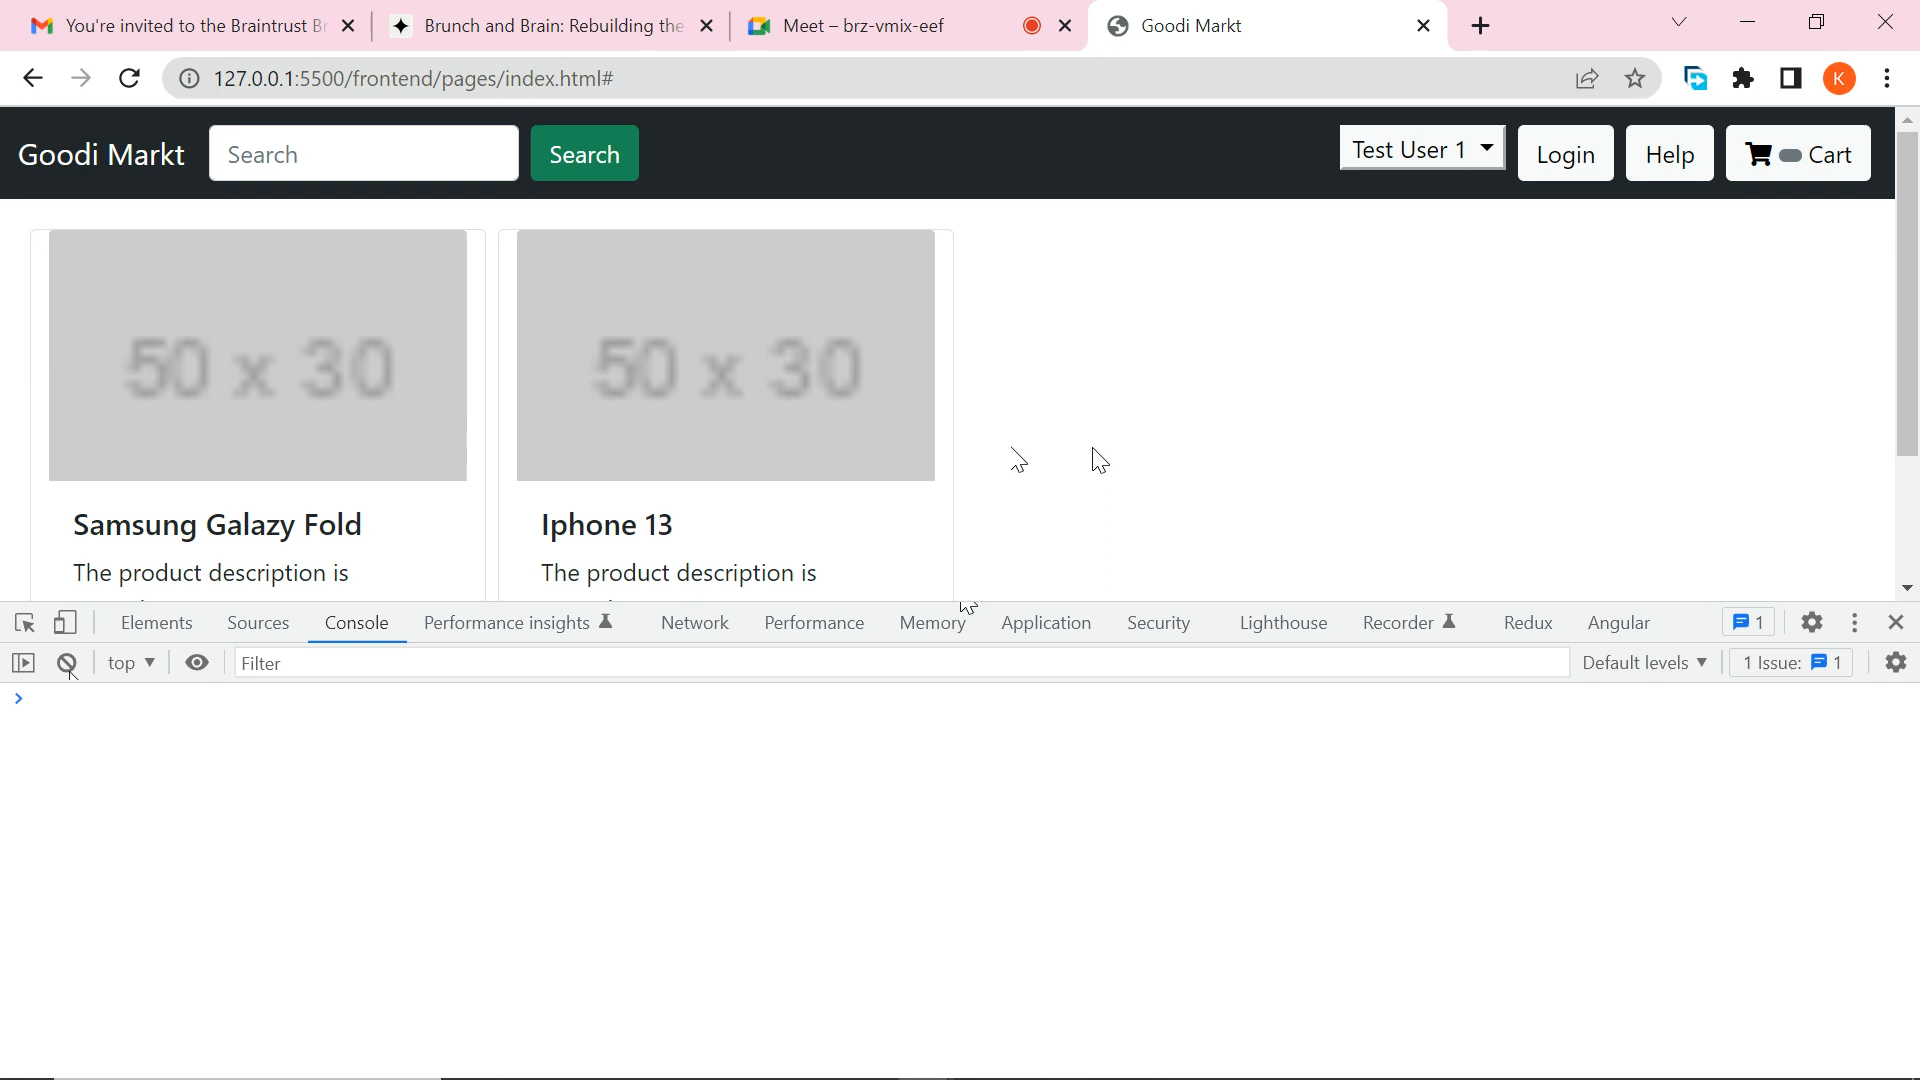 You're invited to the Braintrust Br
Brunch and Brain: Rebuilding the
Meet – brz-vmix-eef
Goodi Markt
127.0.0.1:5500/frontend/pages/index.html#
K
Goodi Markt
Search
Search
Test User 1
Login
Help
Cart
50 x 30
50 x 30
Samsung Galazy Fold
Iphone 13
The product description is
The product description is
Elements Sources Console Performance insights Network Performance Memory Application Security Lighthouse Recorder Redux Angular 1
top Filter Default levels 1 Issue: 1